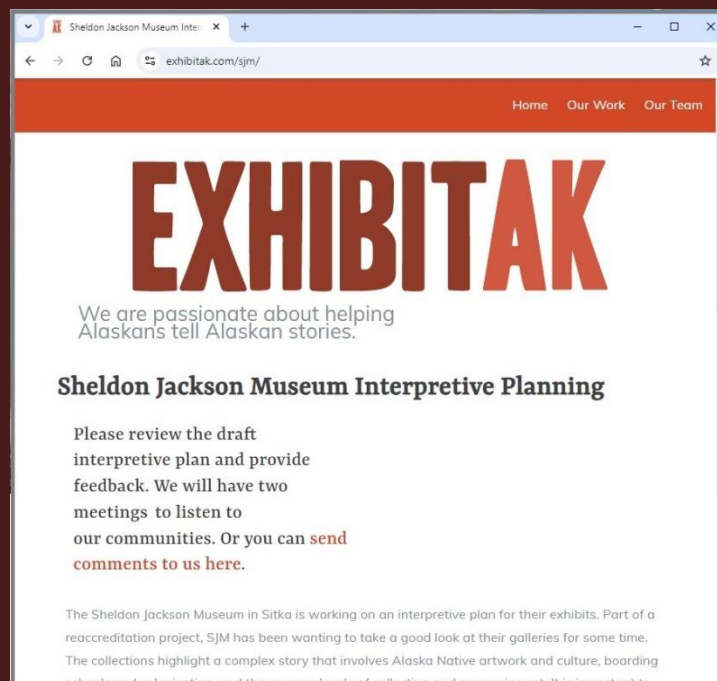 Sheldon Jackson Museum Inter
exhibitak.com/sjm/
Home Our Work Our Team
EXHIBITAK
We are passionate about helping
Alaskans tell Alaskan stories.
Sheldon Jackson Museum Interpretive Planning
Please review the draft
interpretive plan and provide
feedback. We will have two
meetings to listen to
our communities. Or you can send
comments to us here.
The Sheldon Jackson Museum in Sitka is working on an interpretive plan for their exhibits. Part of a
reaccreditation project, SJM has been wanting to take a good look at their galleries for some time.
The collections highlight a complex story that involves Alaska Native artwork and culture, boarding